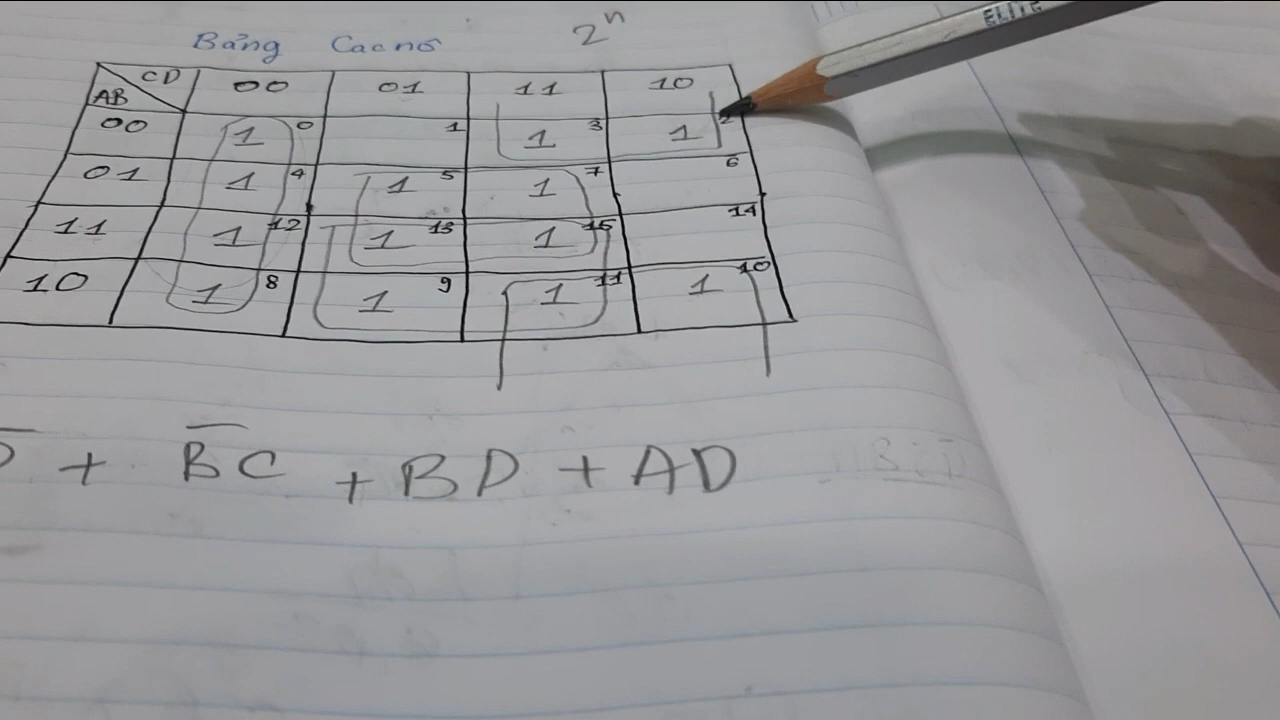 ELITE
2ⁿ
Bảng Cacnô
CD 00 01 11 10
AB
00 1 0 1 1 3 1 2
01 1 4 1 5 1 7 6
11 1 12 1 13 1 15 14
10 1 8 1 9 1 11 1 10
+ B̅C + BD + AD